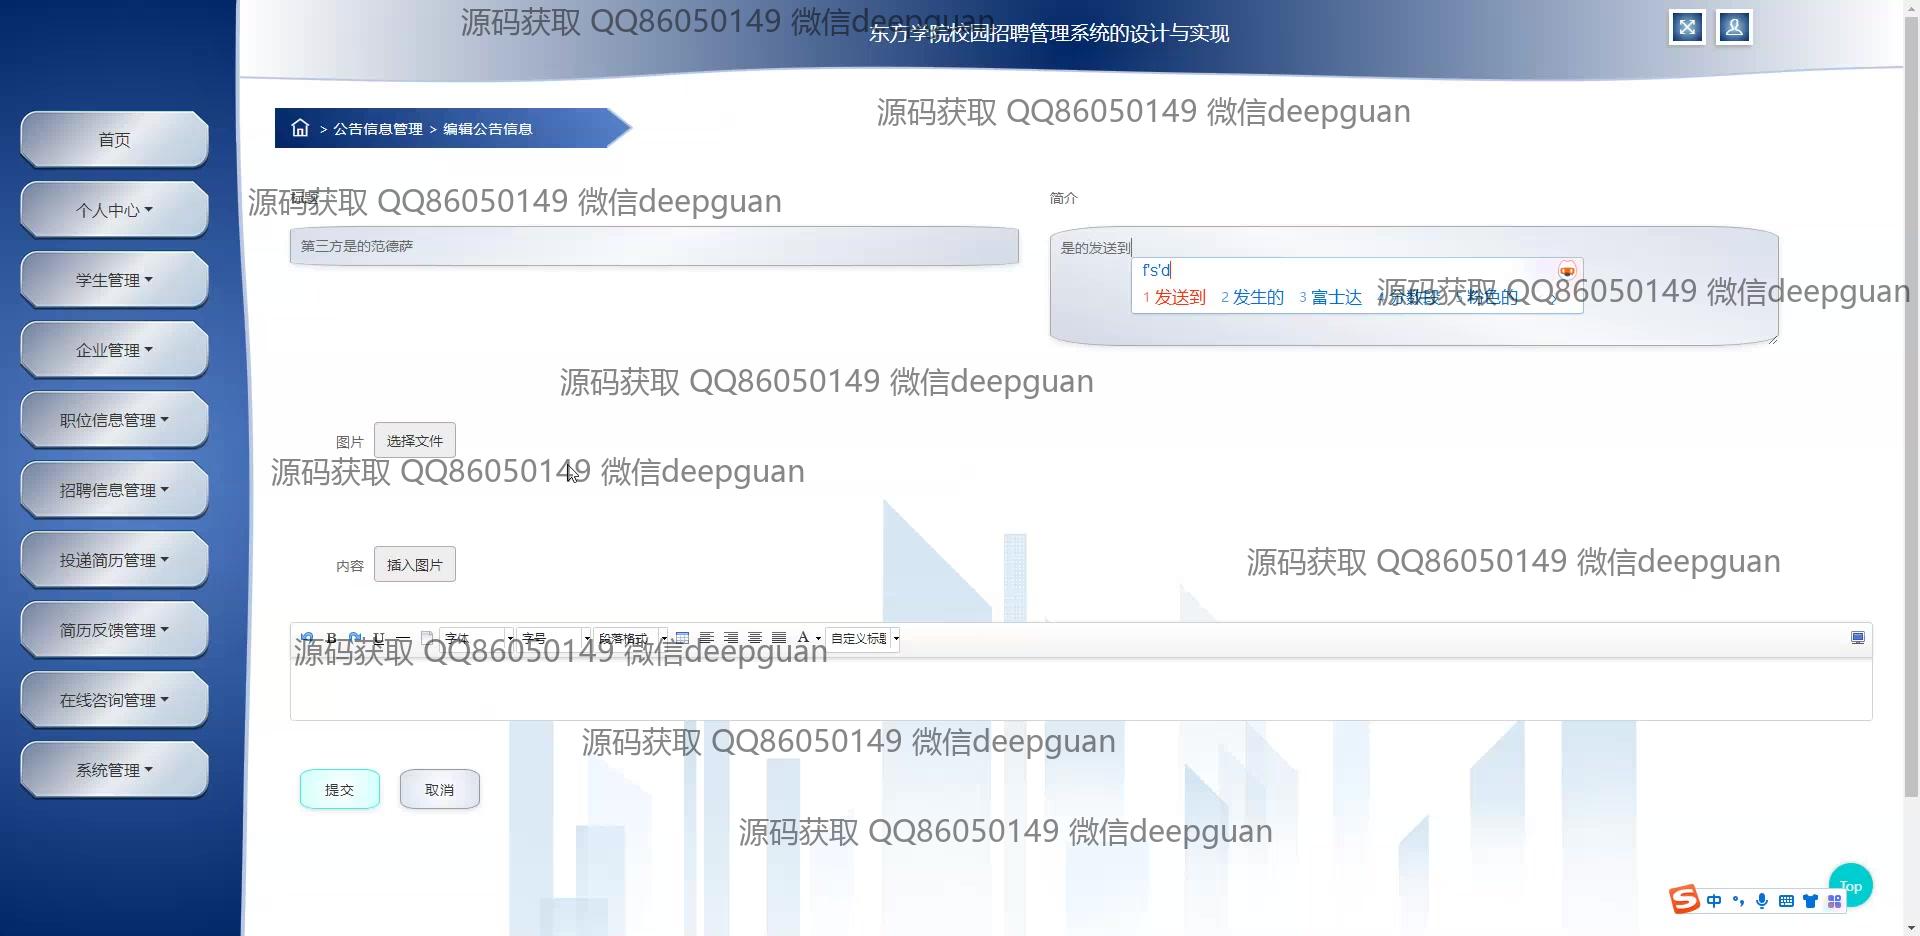 源码获取 QQ86050149 微信deepguan
东方学院校园招聘管理系统的设计与实现
源码获取 QQ86050149 微信deepguan
> 公告信息管理 > 编辑公告信息
首页
个人中心
学生管理
企业管理
职位信息管理
招聘信息管理
投递简历管理
简历反馈管理
在线咨询管理
系统管理
标题
源码获取 QQ86050149 微信deepguan
简介
第三方是的范德萨
是的发送到
f's'd
1 发送到 2 发生的 3 富士达 4 分数段 5 粉色的
源码获取 QQ86050149 微信deepguan
源码获取 QQ86050149 微信deepguan
图片 选择文件
源码获取 QQ86050149 微信deepguan
源码获取 QQ86050149 微信deepguan
内容 插入图片
B U 字体 字号 段落格式 A 自定义标题
源码获取 QQ86050149 微信deepguan
源码获取 QQ86050149 微信deepguan
提交 取消
源码获取 QQ86050149 微信deepguan
Top
S 中